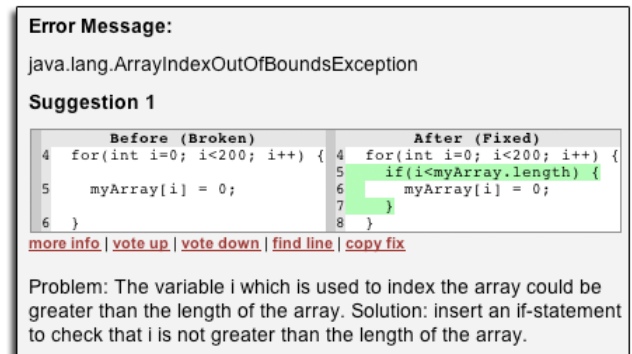 Error Message:
java.lang.ArrayIndexOutOfBoundsException
Suggestion 1
Before (Broken) After (Fixed)
4 for(int i=0; i<200; i++) { 4 for(int i=0; i<200; i++) {
5 if(i<myArray.length) {
5 myArray[i] = 0; 6 myArray[i] = 0;
7 }
6 } 8 }
more info | vote up | vote down | find line | copy fix
Problem: The variable i which is used to index the array could be
greater than the length of the array. Solution: insert an if-statement
to check that i is not greater than the length of the array.